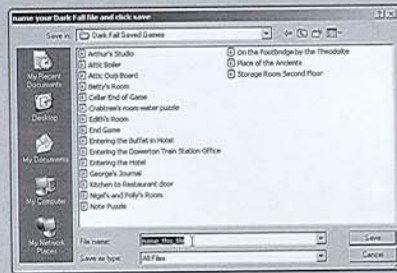 name your Dark Fall file and click save
Save in: Dark Fall Saved Games
My Recent Documents
Desktop
My Documents
My Computer
My Network Places
Arthur's Studio
Attic Boiler
Attic Ouiji Board
Betty's Room
Cellar End of Game
Crabtree's room water puzzle
Edith's Room
End Game
Entering the Buffet in Hotel
Entering the Dowerton Train Station Office
Entering the Hotel
George's Journal
Kitchen to Restaurant door
Nigel's and Polly's Room
Note Puzzle
On the Footbridge by the Theodolite
Place of the Ancients
Storage Room Second Floor
File name: name_this_file Save
Save as type: All Files Cancel